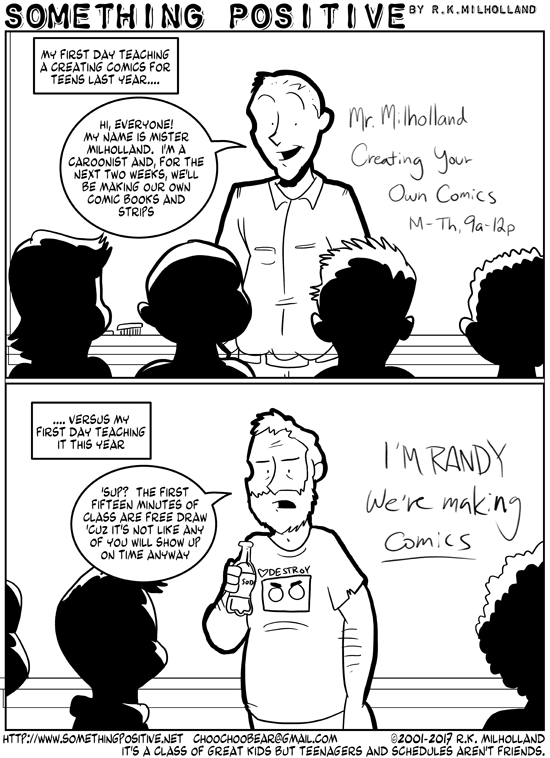 SOMETHING POSITIVE BY R.K.MILHOLLAND
MY FIRST DAY TEACHING
A CREATING COMICS FOR
TEENS LAST YEAR....
HI, EVERYONE!
MY NAME IS MISTER
MILHOLLAND. I'M A
CAROONIST AND, FOR THE
NEXT TWO WEEKS, WE'LL
BE MAKING OUR OWN
COMIC BOOKS AND
STRIPS
Mr. Milholland
Creating Your
Own Comics
M-Th, 9a-12p
.... VERSUS MY
FIRST DAY TEACHING
IT THIS YEAR
'SUP? THE FIRST
FIFTEEN MINUTES OF
CLASS ARE FREE DRAW
'CUZ IT'S NOT LIKE ANY
OF YOU WILL SHOW UP
ON TIME ANYWAY
I'M RANDY
We're making
Comics
♡DESTROY
SOD
HTTP://WWW.SOMETHINGPOSITIVE.NET CHOOCHOOBEAR@GMAIL.COM ©2001-2017 R.K. MILHOLLAND
IT'S A CLASS OF GREAT KIDS BUT TEENAGERS AND SCHEDULES AREN'T FRIENDS.